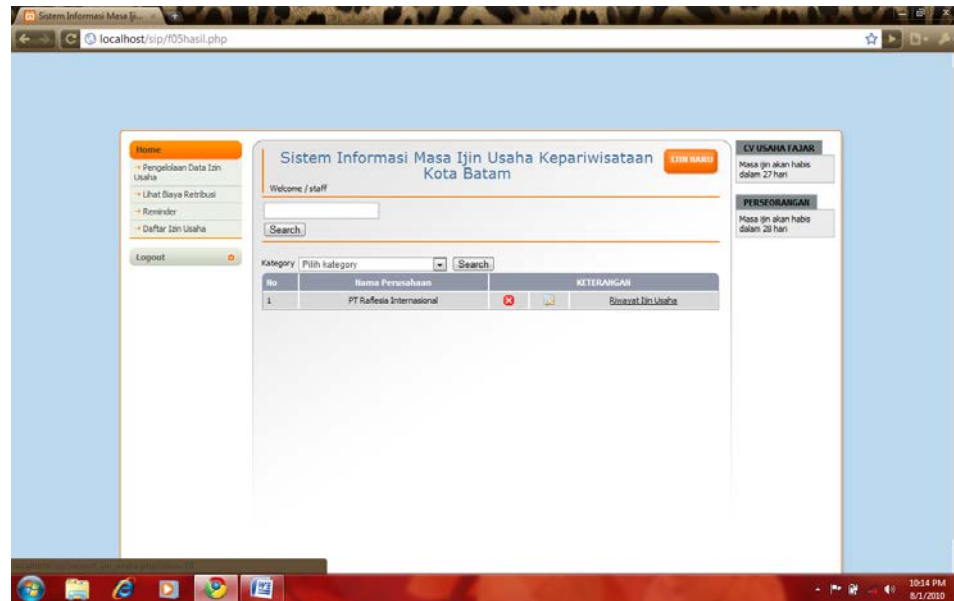 Sistem Informasi Masa Ij...
localhost/sip/f05hasil.php
Home
Pengelolaan Data Izin
Usaha
Lihat Biaya Retribusi
Reminder
Daftar Izin Usaha
Logout
Sistem Informasi Masa Ijin Usaha Kepariwisataan
Kota Batam
IJIN BARU
Welcome / staff
Search
Kategory Pilih kategory Search
No Nama Perusahaan KETERANGAN
1 PT Raflesia Internasional Riwayat Ijin Usaha
CV USAHA FAJAR
Masa ijin akan habis
dalam 27 hari
PERSEORANGAN
Masa ijin akan habis
dalam 28 hari
10:14 PM
8/1/2010